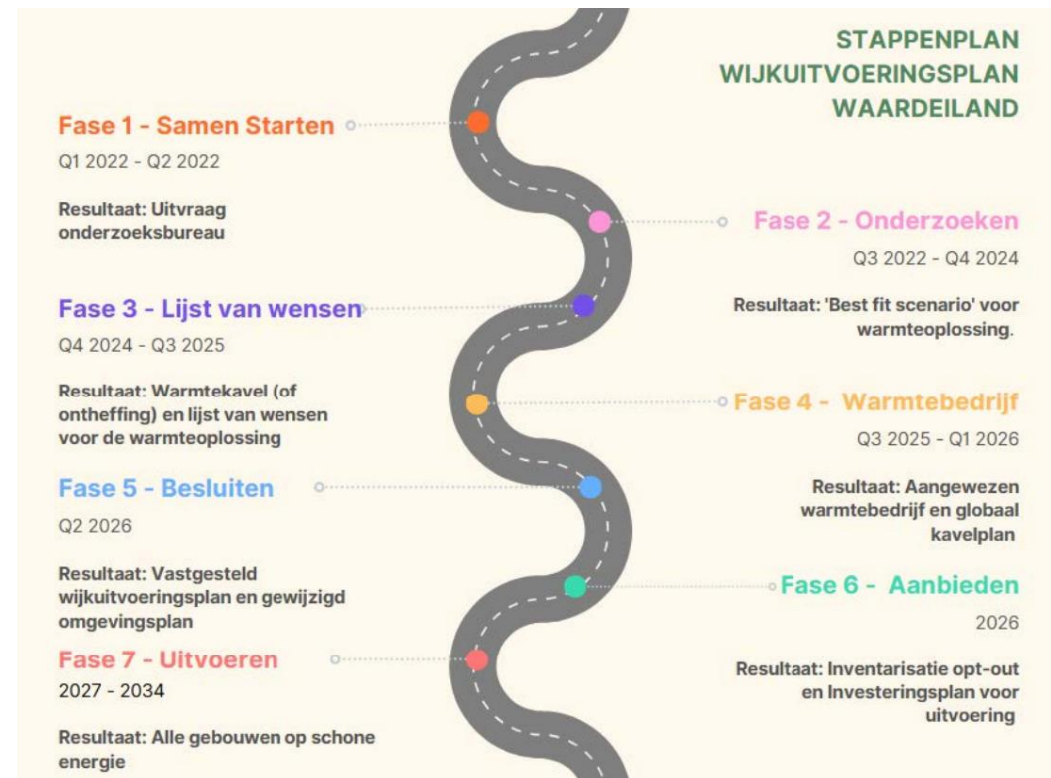 STAPPENPLAN
WIJKUITVOERINGSPLAN
WAARDEILAND
Fase 1 - Samen Starten
Q1 2022 - Q2 2022
Resultaat: Uitvraag
onderzoeksbureau
Fase 2 - Onderzoeken
Q3 2022 - Q4 2024
Resultaat: 'Best fit scenario' voor
warmteoplossing.
Fase 3 - Lijst van wensen
Q4 2024 - Q3 2025
Resultaat: Warmtekavel (of
ontheffing) en lijst van wensen
voor de warmteoplossing
Fase 4 - Warmtebedrijf
Q3 2025 - Q1 2026
Resultaat: Aangewezen
warmtebedrijf en globaal
kavelplan
Fase 5 - Besluiten
Q2 2026
Resultaat: Vastgesteld
wijkuitvoeringsplan en gewijzigd
omgevingsplan
Fase 6 - Aanbieden
2026
Resultaat: Inventarisatie opt-out
en Investeringsplan voor
uitvoering
Fase 7 - Uitvoeren
2027 - 2034
Resultaat: Alle gebouwen op schone
energie